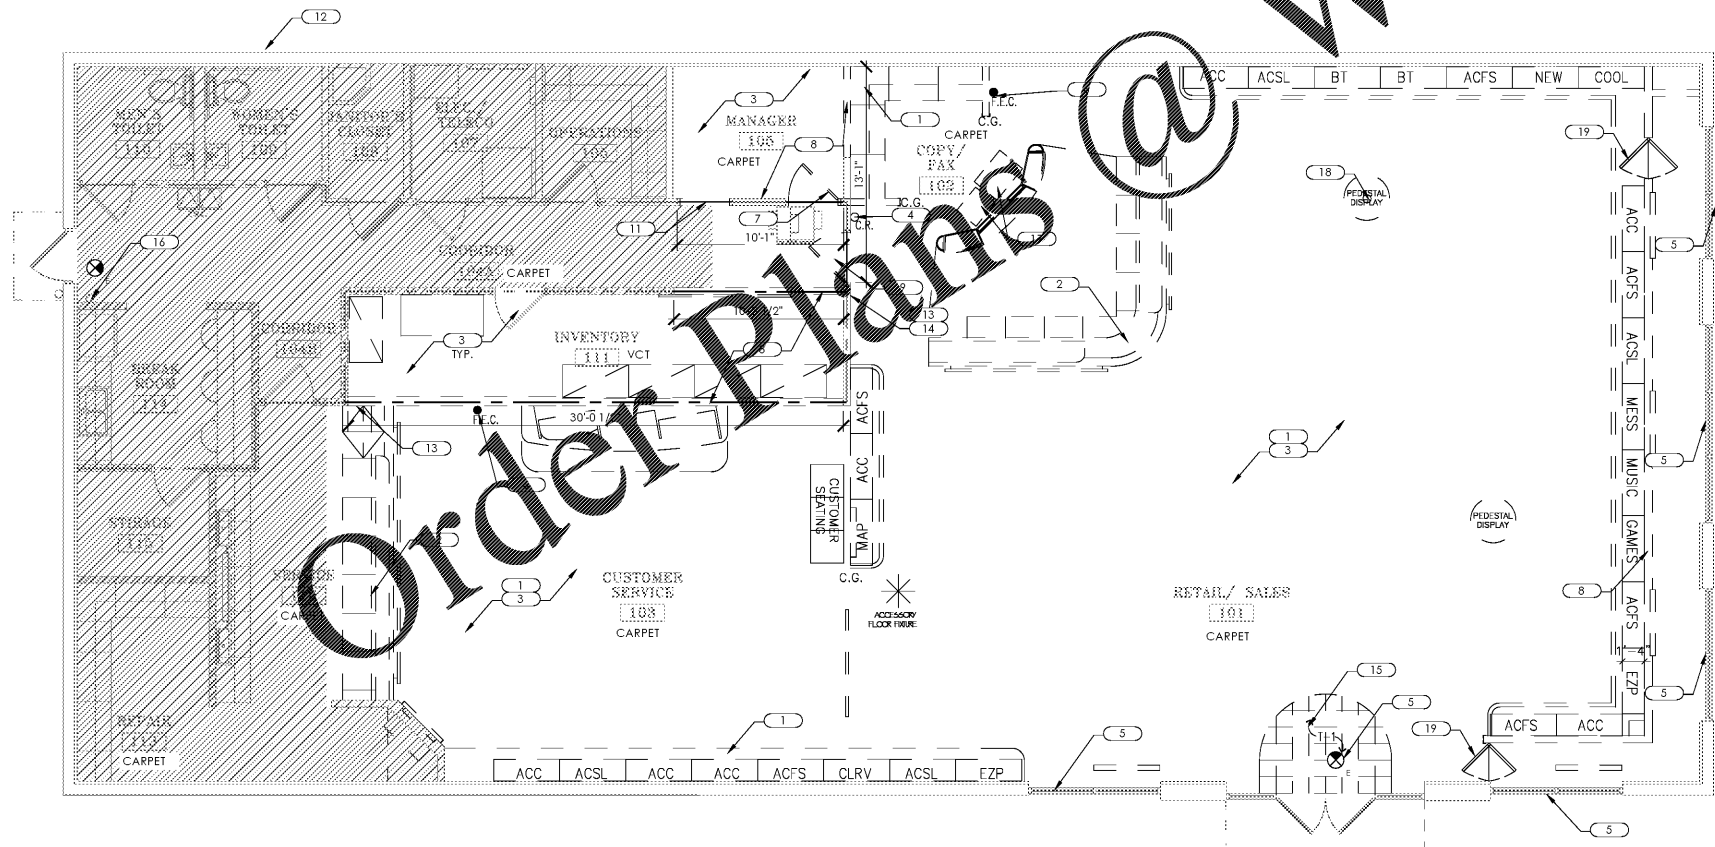 12
Order Plans @ W
ACC ACSL BT BT ACFS NEW COOL
MEN'S
TOILET
110
WOMEN'S
TOILET
109
JANITOR'S
CLOSET
108
ELEC./
TELECO
107
OPERATIONS
3
MANAGER
105
CARPET
8
1
F.E.C.
C.G.
CARPET
COPY/
FAX
102
13'-1"
19
18
PEDESTAL
DISPLAY
16
11
7
10'-1"
C.G.
4
C.R.
5
CORRIDOR
104A
CARPET
2
13
14
CORRIDOR
104B
3
TYP.
INVENTORY
111
VCT
BREAK
ROOM
F.E.C.
30'-0 1/
13
ACC
ACFS
ACSL
MESS
MUSIC
GAMES
ACFS
EZP
ACFS
ACC
MAP
CUSTOMER
SEATING
C.G.
1
3
5
PEDESTAL
DISPLAY
1
3
CUSTOMER
SERVICE
103
CARPET
ACCESSORY
FLOOR FIXTURE
RETAIL/ SALES
101
CARPET
8
1'-4"
5
15
5
REPAIR
113
CARPET
1
5
T-1
E
19
ACFS ACC
ACC ACSL ACC ACC ACFS CLRV ACSL EZP
5